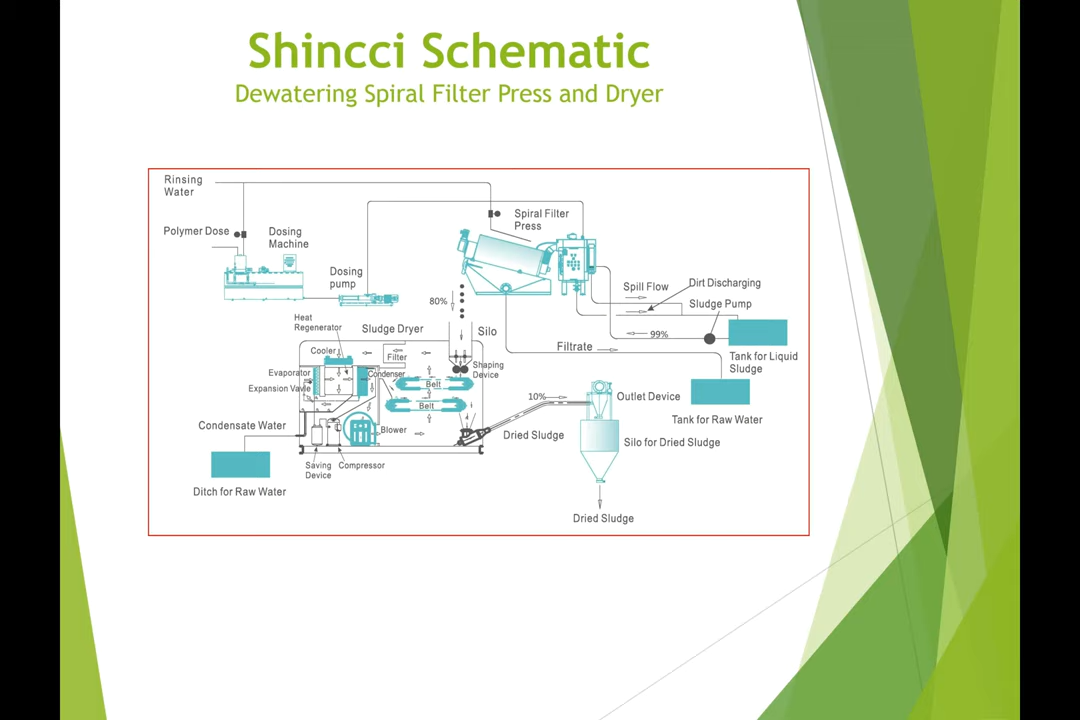 Shincci Schematic
Dewatering Spiral Filter Press and Dryer
Rinsing
Water
Polymer Dose
Dosing
Machine
Dosing
pump
Spiral Filter
Press
Spill Flow
Dirt Discharging
Sludge Pump
80%
99%
Heat
Regenerator
Sludge Dryer
Silo
Filtrate
Tank for Liquid
Sludge
Cooler
Filter
Shaping
Device
Evaporator
Condenser
Belt
Expansion Vavle
Belt
10%
Outlet Device
Tank for Raw Water
Condensate Water
Blower
Dried Sludge
Silo for Dried Sludge
Saving
Device
Compressor
Ditch for Raw Water
Dried Sludge